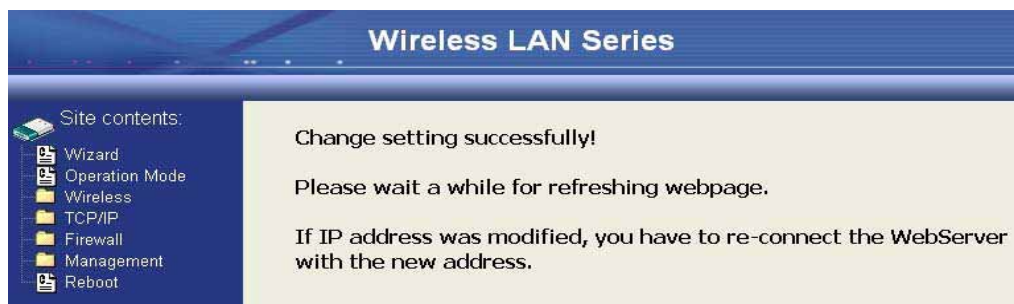 Wireless LAN Series
Site contents:
Wizard
Operation Mode
Wireless
TCP/IP
Firewall
Management
Reboot
Change setting successfully!
Please wait a while for refreshing webpage.
If IP address was modified, you have to re-connect the WebServer
with the new address.